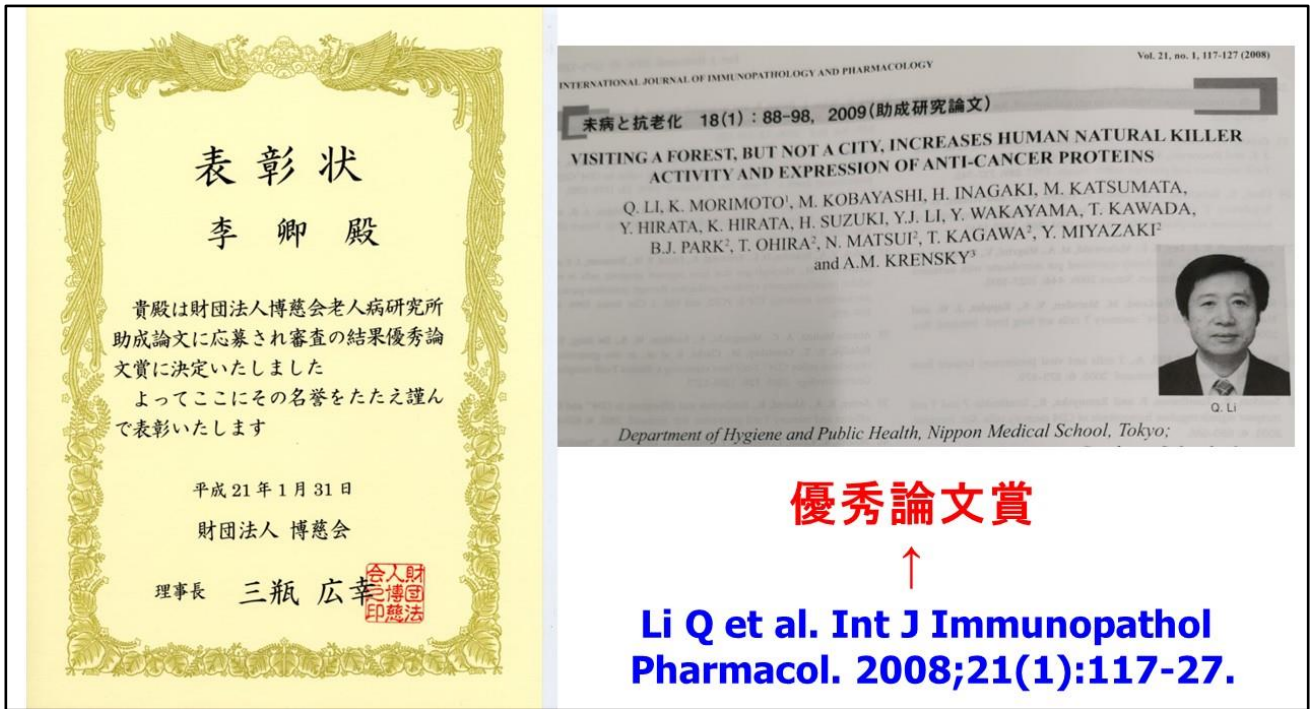 表彰状
李卿殿
貴殿は財団法人博慈会老人病研究所
助成論文に応募され審査の結果優秀論
文賞に決定いたしました
よってここにその名誉をたたえ謹ん
で表彰いたします
平成21年1月31日
財団法人 博慈会
理事長 三瓶 広幸
財団法
人博慈
会之印
Vol. 21, no. 1, 117-127 (2008)
INTERNATIONAL JOURNAL OF IMMUNOPATHOLOGY AND PHARMACOLOGY
未病と抗老化 18(1):88-98, 2009(助成研究論文)
VISITING A FOREST, BUT NOT A CITY, INCREASES HUMAN NATURAL KILLER
ACTIVITY AND EXPRESSION OF ANTI-CANCER PROTEINS
Q. LI, K. MORIMOTO¹, M. KOBAYASHI, H. INAGAKI, M. KATSUMATA,
Y. HIRATA, K. HIRATA, H. SUZUKI, Y.J. LI, Y. WAKAYAMA, T. KAWADA,
B.J. PARK², T. OHIRA², N. MATSUI², T. KAGAWA², Y. MIYAZAKI²
and A.M. KRENSKY³
Q. Li
Department of Hygiene and Public Health, Nippon Medical School, Tokyo;
優秀論文賞
↑
Li Q et al. Int J Immunopathol
Pharmacol. 2008;21(1):117-27.